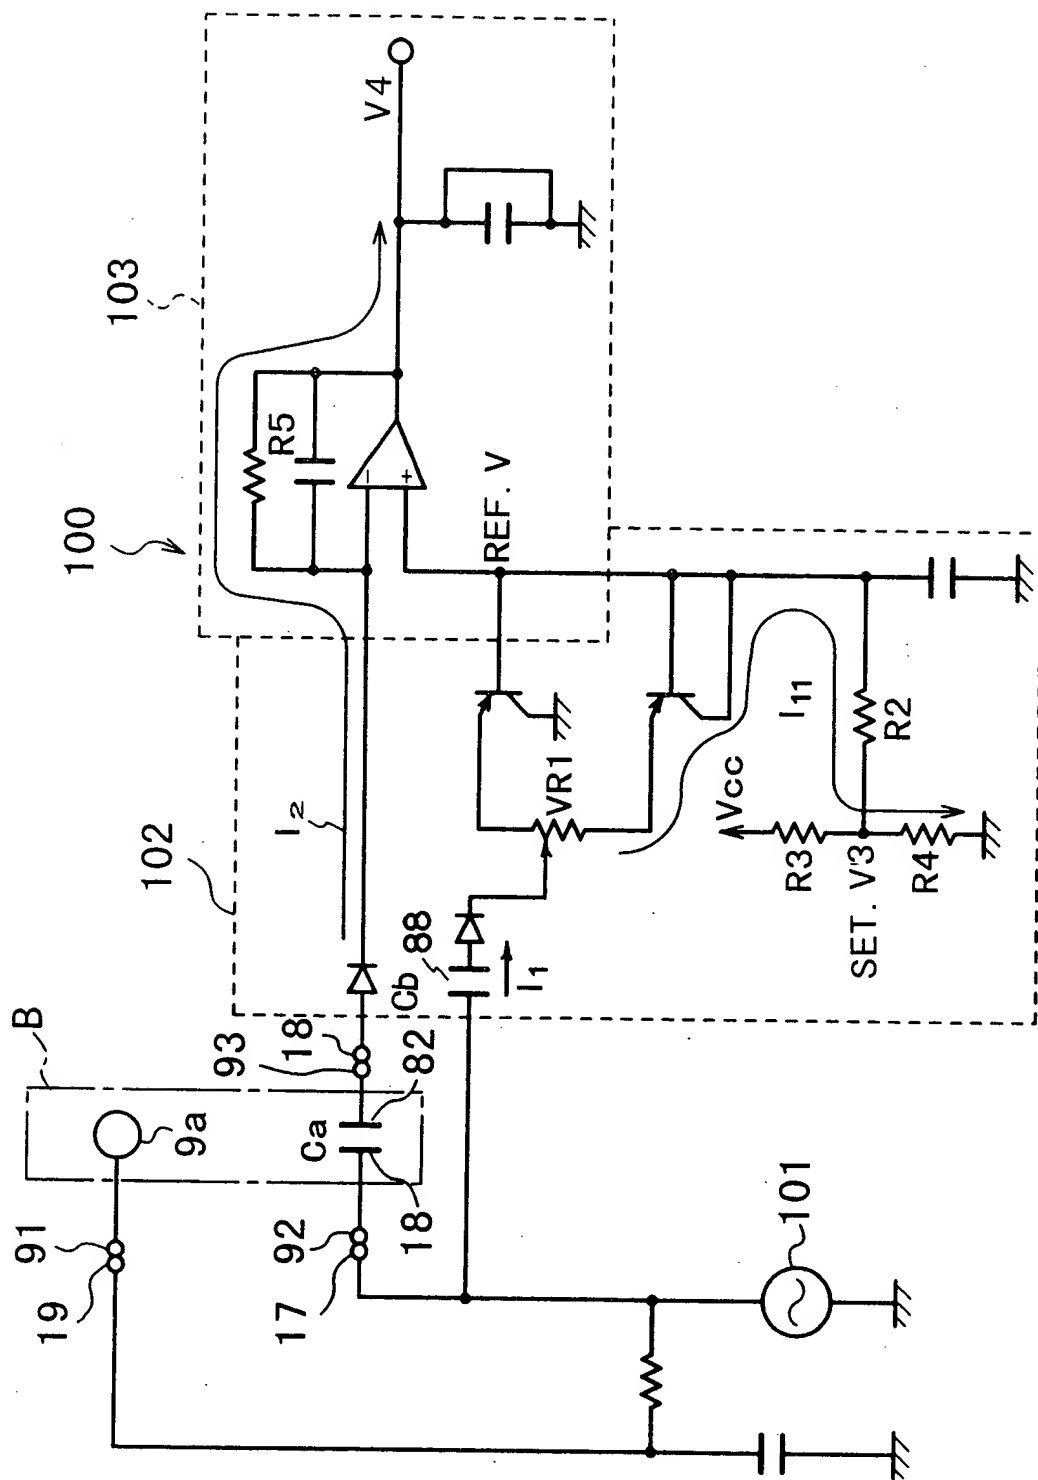 V4
103
R5
100
REF. V
102
I2
VR1
I11
Vcc
R2
R3
R4
SET. V3
88
Cb
I1
B
18
93
82
9a
Ca
18
91
19
92
17
101